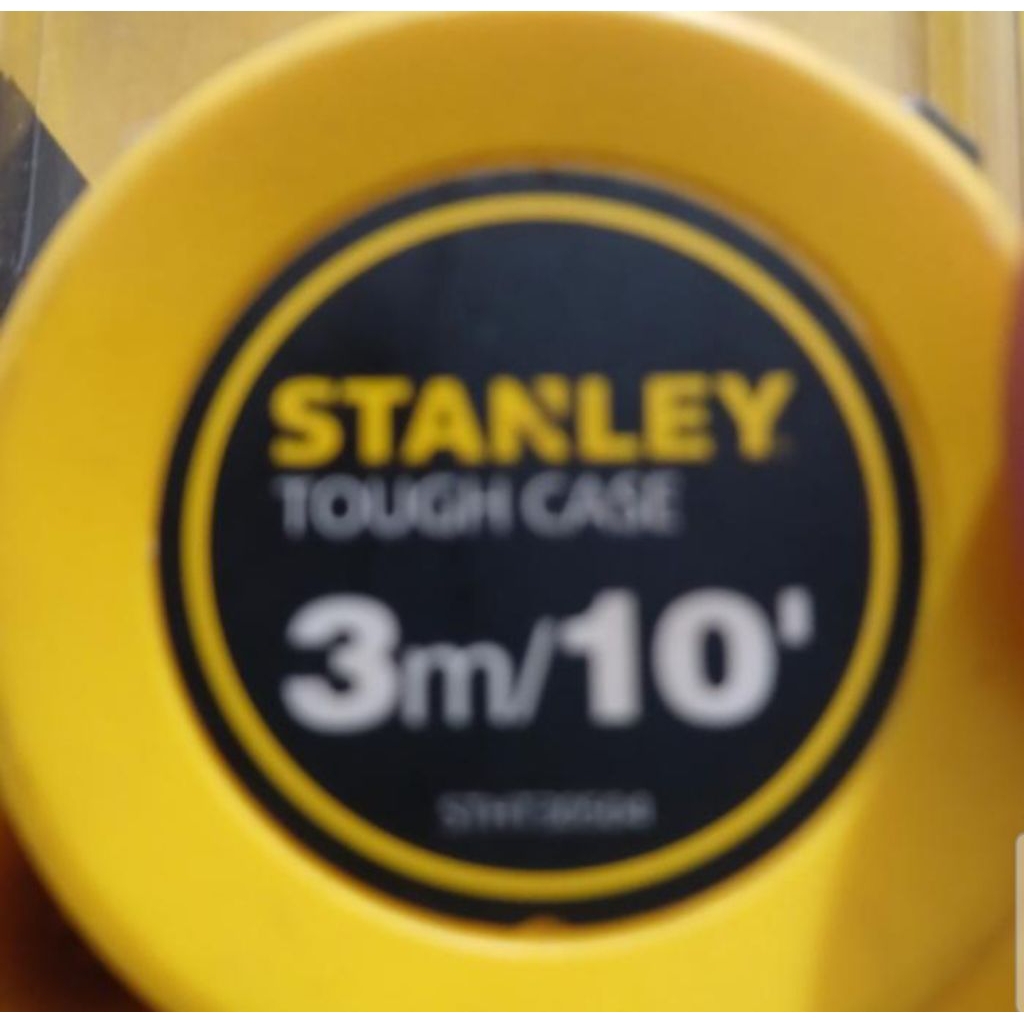 STANLEY
TOUGH CASE
3m/10'